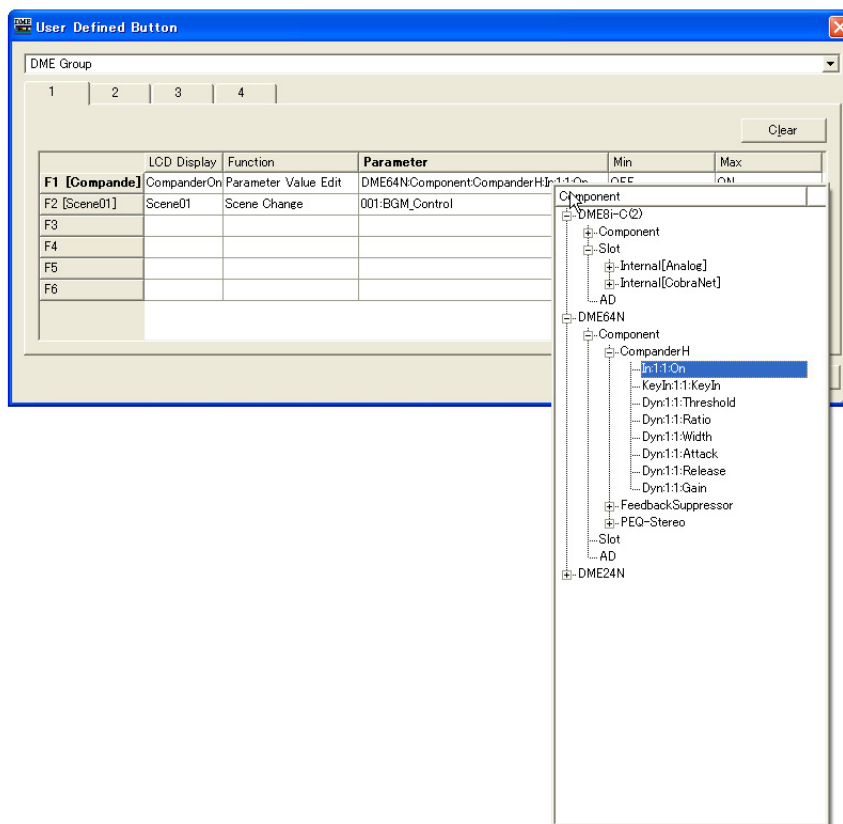 User Defined Button
DME Group
1 2 3 4
Clear
LCD Display Function Parameter Min Max
F1 [Compande] CompanderOn Parameter Value Edit DME64N:Component:CompanderH:In:1:1:On OFF ON
F2 [Scene01] Scene01 Scene Change 001:BGM_Control
F3
F4
F5
F6
Component
DME8i-C(2)
Component
Slot
Internal[Analog]
Internal[CobraNet]
AD
DME64N
Component
CompanderH
In:1:1:On
KeyIn:1:1:KeyIn
Dyn:1:1:Threshold
Dyn:1:1:Ratio
Dyn:1:1:Width
Dyn:1:1:Attack
Dyn:1:1:Release
Dyn:1:1:Gain
FeedbackSuppressor
PEQ-Stereo
Slot
AD
DME24N